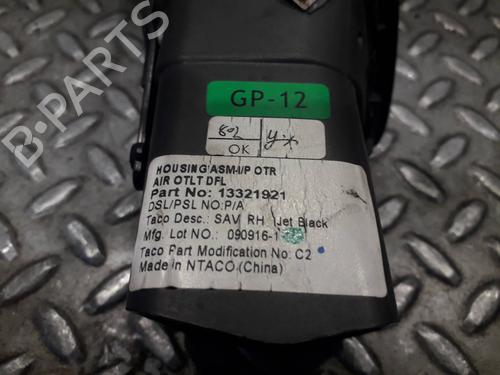 GP-12
802
OK
HOUSING ASM-I/P OTR
AIR OTLT DFL
Part No: 13321921
DSL/PSL NO:P/A
Taco Desc.: SAV RH Jet Black
Mfg. Lot NO.: 090916-1
Taco Part Modification No: C2
Made in NTACO (China)